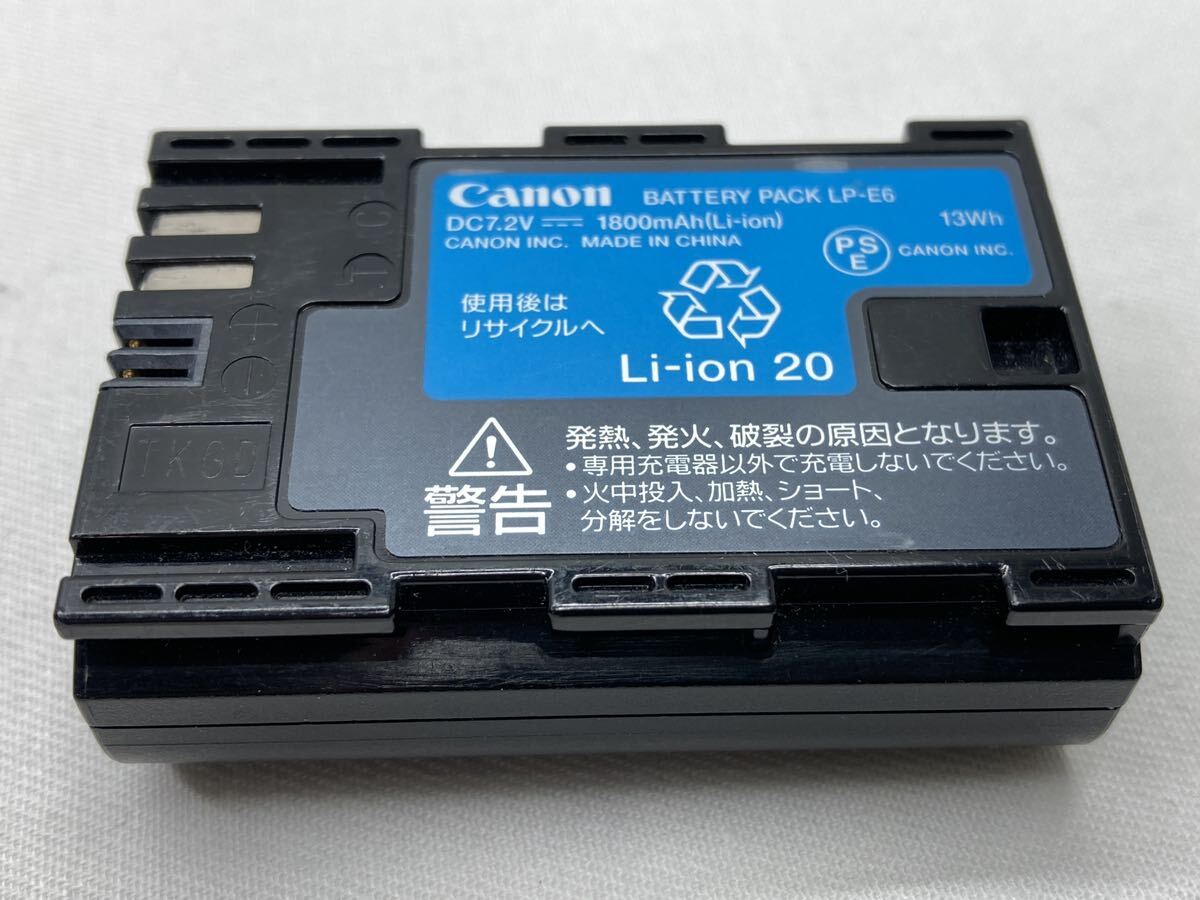 Canon BATTERY PACK LP-E6
DC7.2V 1800mAh(Li-ion) 13Wh
CANON INC. MADE IN CHINA
PSE CANON INC.
使用後は
リサイクルへ
Li-ion 20
発熱、発火、破裂の原因となります。
•専用充電器以外で充電しないでください。
警告
•火中投入、加熱、ショート、
分解をしないでください。
C
+
−